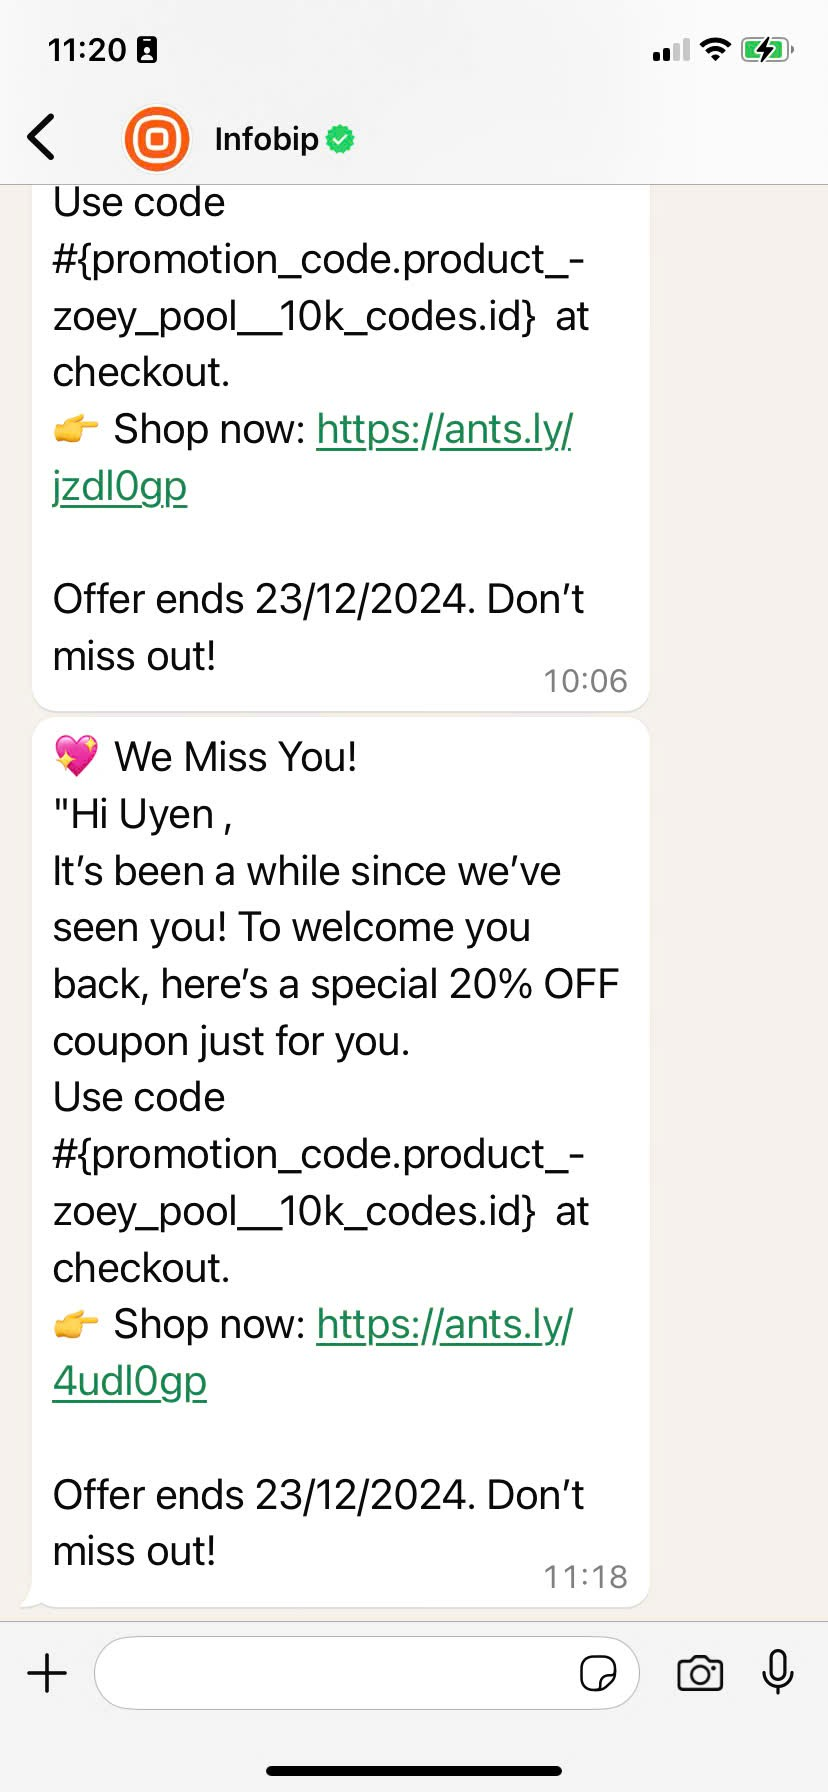 11:20
Infobip
Use code
#{promotion_code.product_-
zoey_pool__10k_codes.id}  at
checkout.
👉 Shop now: https://ants.ly/
jzdl0gp
Offer ends 23/12/2024. Don’t
miss out!
10:06
💖 We Miss You!
"Hi Uyen ,
It’s been a while since we’ve
seen you! To welcome you
back, here’s a special 20% OFF
coupon just for you.
Use code
#{promotion_code.product_-
zoey_pool__10k_codes.id}  at
checkout.
👉 Shop now: https://ants.ly/
4udl0gp
Offer ends 23/12/2024. Don’t
miss out!
11:18